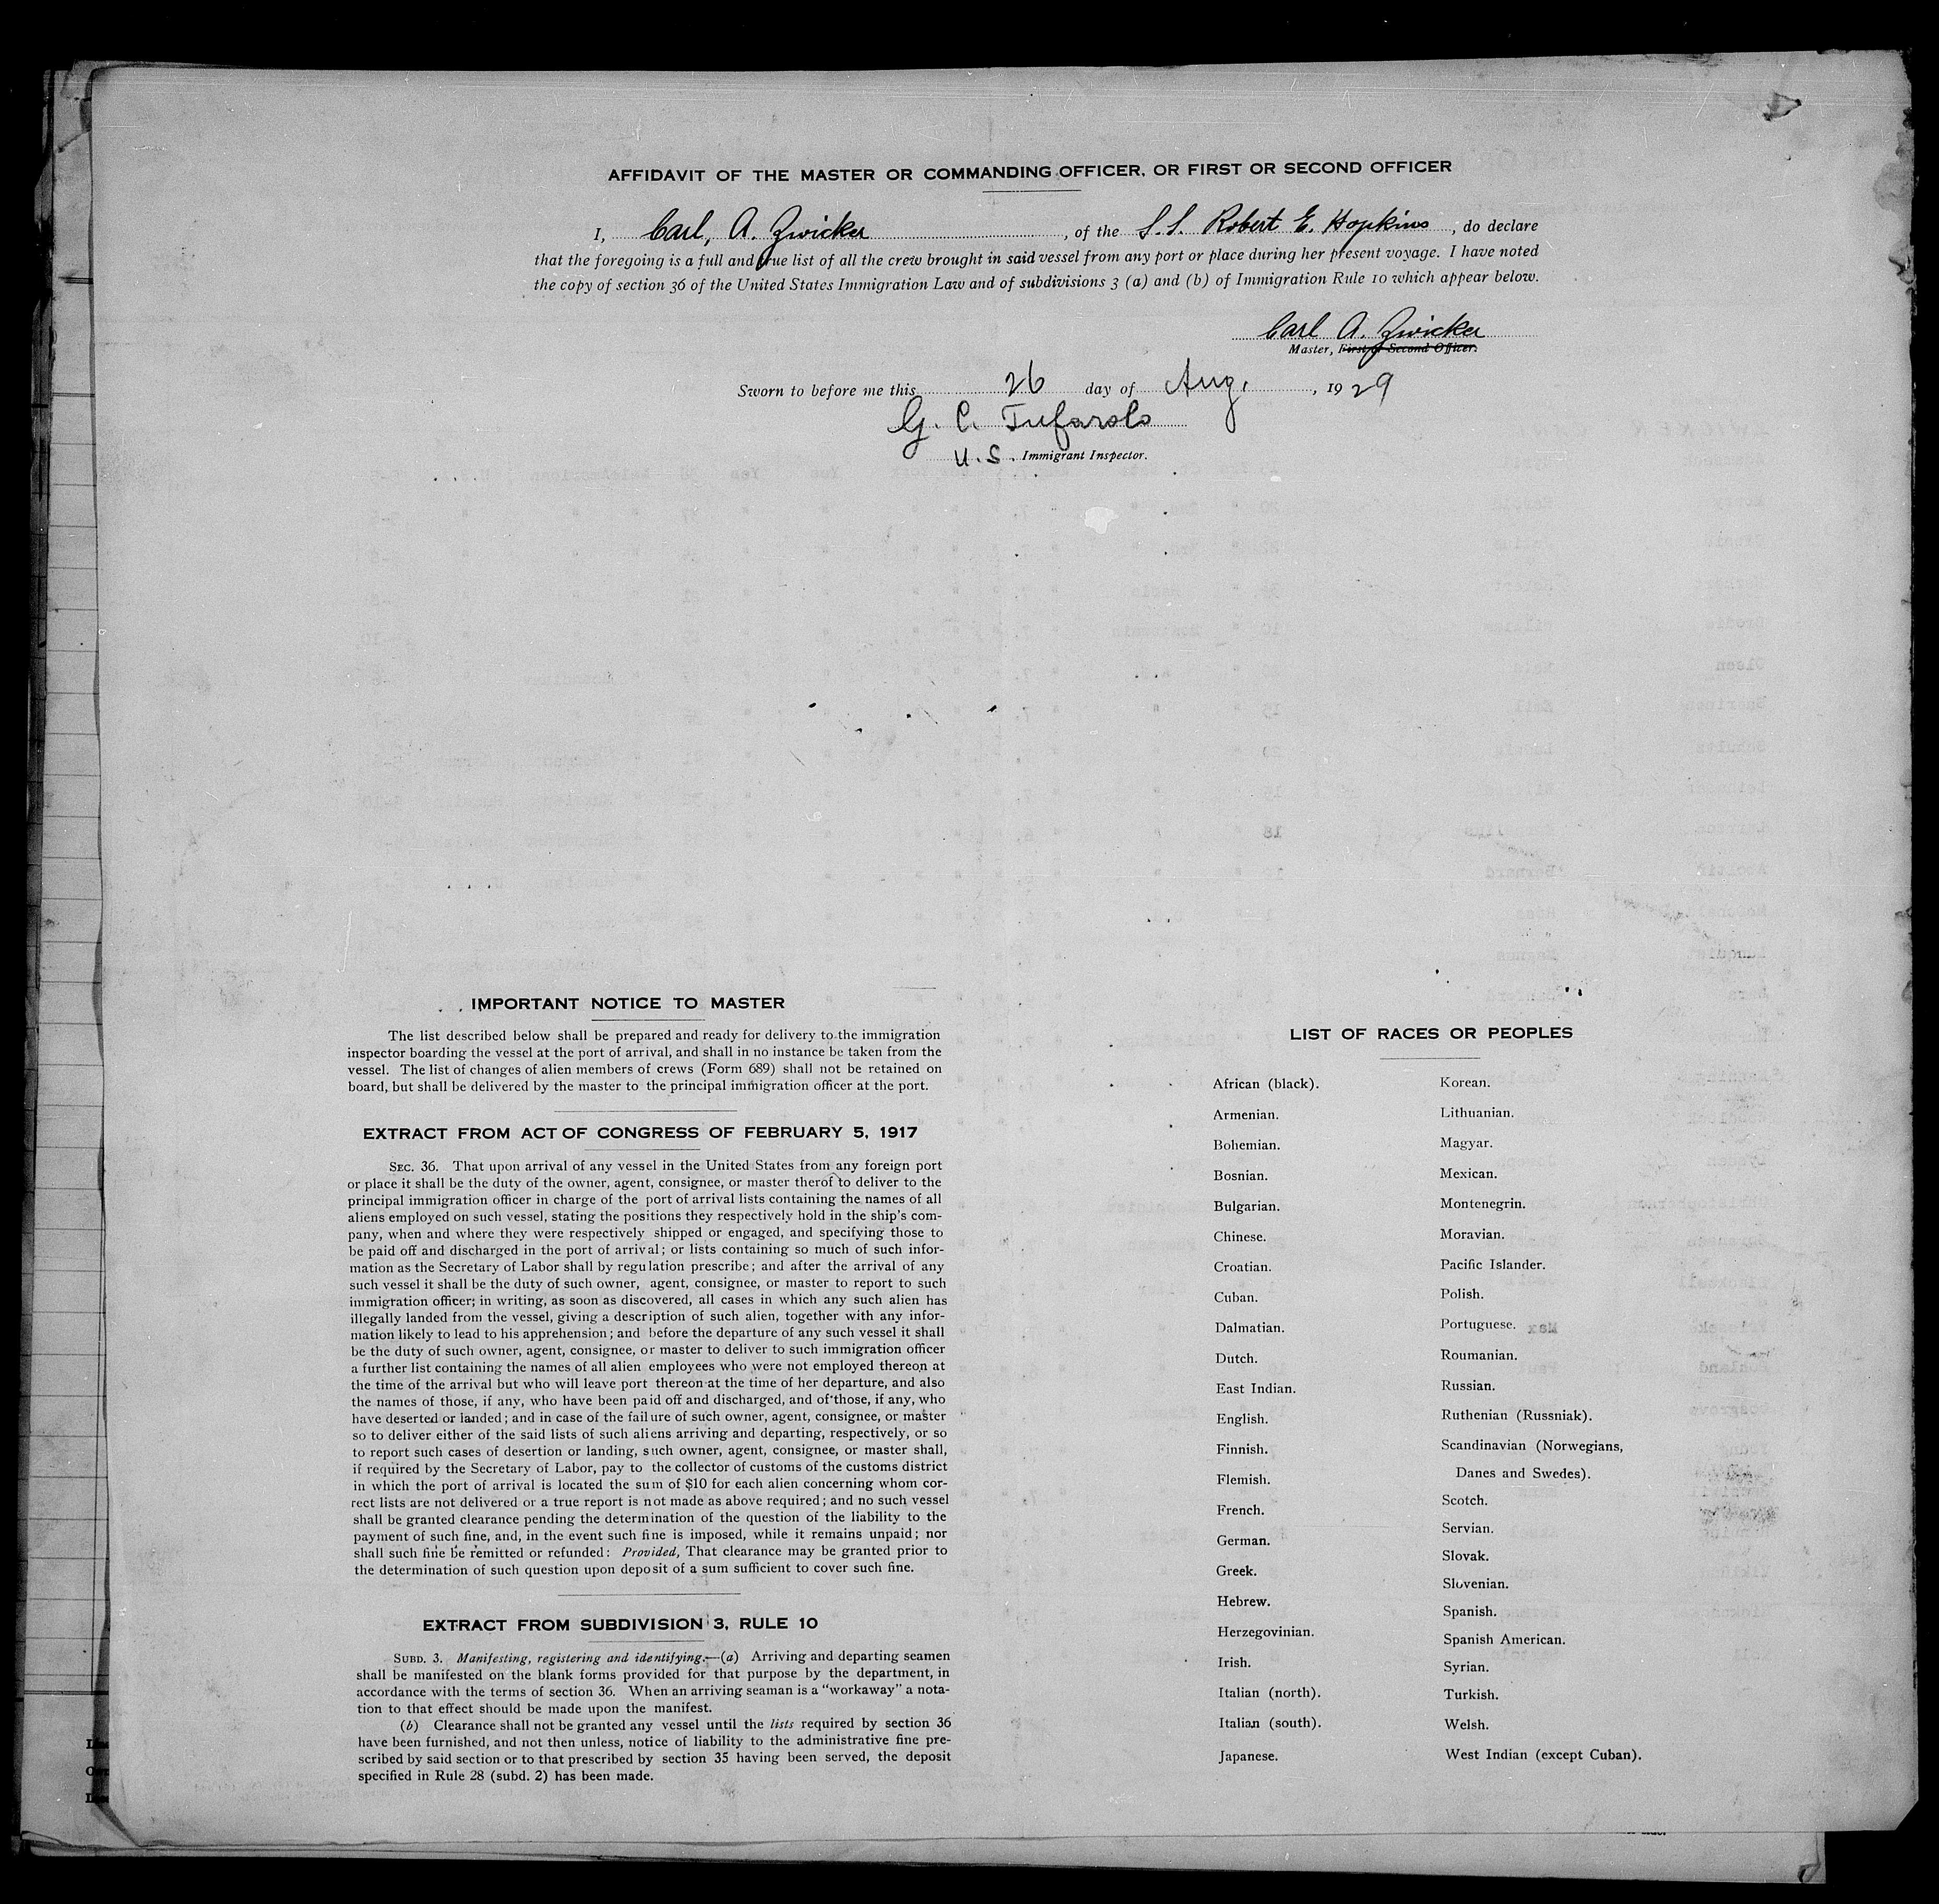 AFFIDAVIT OF THE MASTER OR COMMANDING OFFICER, OR FIRST OR SECOND OFFICER
I, Carl, A. Zwicker, of the S.S. Robert E. Hopkins, do declare
that the foregoing is a full and true list of all the crew brought in said vessel from any port or place during her present voyage. I have noted
the copy of section 36 of the United States Immigration Law and of subdivisions 3 (a) and (b) of Immigration Rule 10 which appear below.
Carl A. Zwicker
Master, First or Second Officer.
Sworn to before me this 26 day of Aug., 1929
G. C. Tufarolo
U.S. Immigrant Inspector.
IMPORTANT NOTICE TO MASTER
The list described below shall be prepared and ready for delivery to the immigration
inspector boarding the vessel at the port of arrival, and shall in no instance be taken from the
vessel. The list of changes of alien members of crews (Form 689) shall not be retained on
board, but shall be delivered by the master to the principal immigration officer at the port.
EXTRACT FROM ACT OF CONGRESS OF FEBRUARY 5, 1917
SEC. 36. That upon arrival of any vessel in the United States from any foreign port
or place it shall be the duty of the owner, agent, consignee, or master therof to deliver to the
principal immigration officer in charge of the port of arrival lists containing the names of all
aliens employed on such vessel, stating the positions they respectively hold in the ship's com-
pany, when and where they were respectively shipped or engaged, and specifying those to
be paid off and discharged in the port of arrival; or lists containing so much of such infor-
mation as the Secretary of Labor shall by regulation prescribe; and after the arrival of any
such vessel it shall be the duty of such owner, agent, consignee, or master to report to such
immigration officer; in writing, as soon as discovered, all cases in which any such alien has
illegally landed from the vessel, giving a description of such alien, together with any infor-
mation likely to lead to his apprehension; and before the departure of any such vessel it shall
be the duty of such owner, agent, consignee, or master to deliver to such immigration officer
a further list containing the names of all alien employees who were not employed thereon at
the time of the arrival but who will leave port thereon at the time of her departure, and also
the names of those, if any, who have been paid off and discharged, and of those, if any, who
have deserted or landed; and in case of the failure of such owner, agent, consignee, or master
so to deliver either of the said lists of such aliens arriving and departing, respectively, or so
to report such cases of desertion or landing, such owner, agent, consignee, or master shall,
if required by the Secretary of Labor, pay to the collector of customs of the customs district
in which the port of arrival is located the sum of $10 for each alien concerning whom cor-
rect lists are not delivered or a true report is not made as above required; and no such vessel
shall be granted clearance pending the determination of the question of the liability to the
payment of such fine, and, in the event such fine is imposed, while it remains unpaid; nor
shall such fine be remitted or refunded: Provided, That clearance may be granted prior to
the determination of such question upon deposit of a sum sufficient to cover such fine.
EXTRACT FROM SUBDIVISION 3, RULE 10
SUBD. 3. Manifesting, registering and identifying.—(a) Arriving and departing seamen
shall be manifested on the blank forms provided for that purpose by the department, in
accordance with the terms of section 36. When an arriving seaman is a "workaway" a nota-
tion to that effect should be made upon the manifest.
(b) Clearance shall not be granted any vessel until the lists required by section 36
have been furnished, and not then unless, notice of liability to the administrative fine pre-
scribed by said section or to that prescribed by section 35 having been served, the deposit
specified in Rule 28 (subd. 2) has been made.
LIST OF RACES OR PEOPLES
African (black).
Armenian.
Bohemian.
Bosnian.
Bulgarian.
Chinese.
Croatian.
Cuban.
Dalmatian.
Dutch.
East Indian.
English.
Finnish.
Flemish.
French.
German.
Greek.
Hebrew.
Herzegovinian.
Irish.
Italian (north).
Italian (south).
Japanese.
Korean.
Lithuanian.
Magyar.
Mexican.
Montenegrin.
Moravian.
Pacific Islander.
Polish.
Portuguese.
Roumanian.
Russian.
Ruthenian (Russniak).
Scandinavian (Norwegians,
Danes and Swedes).
Scotch.
Servian.
Slovak.
Slovenian.
Spanish.
Spanish American.
Syrian.
Turkish.
Welsh.
West Indian (except Cuban).